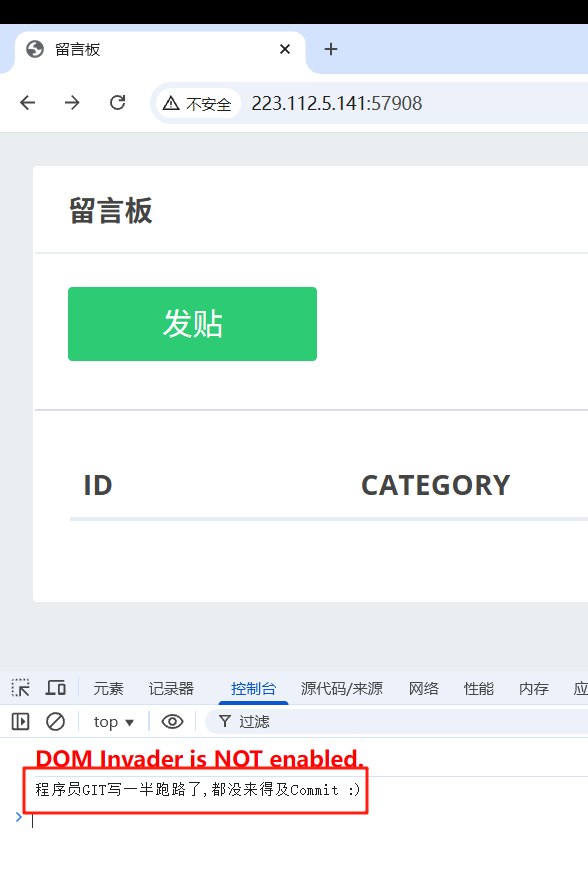 留言板
不安全 223.112.5.141:57908
留言板
发贴
ID CATEGORY
元素 记录器 控制台 源代码/来源 网络 性能 内存 应
top 过滤
DOM Invader is NOT enabled.
程序员GIT写一半跑路了,都没来得及Commit :)